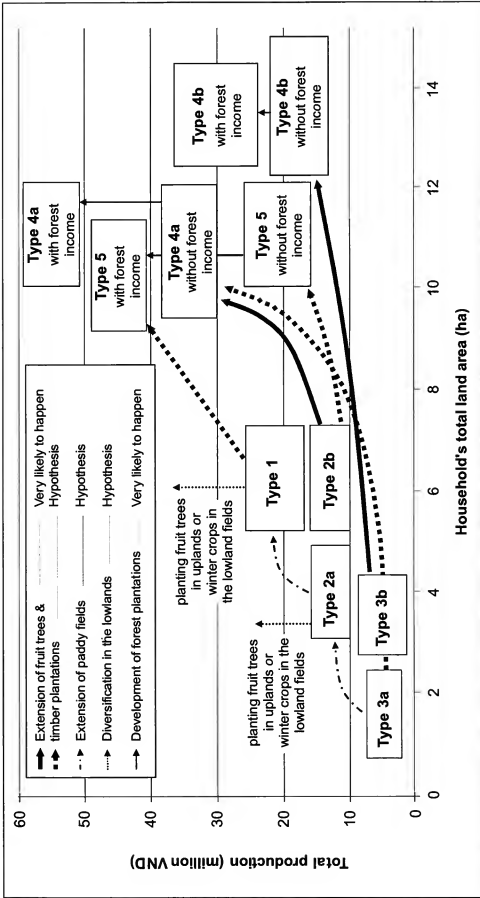 Total production (million VND)
60
50
40
30
20
10
0
Extension of fruit trees & timber plantations
Very likely to happen
Hypothesis
Extension of paddy fields
Hypothesis
Diversification in the lowlands
Hypothesis
Development of forest plantations
Very likely to happen
planting fruit trees
in uplands or
winter crops in the
lowland fields
planting fruit trees
in uplands or
winter crops in
the lowland fields
Type 3a
Type 3b
Type 2a
Type 2b
Type 1
Type 5
with forest
income
Type 4a
with forest
income
Type 4a
without forest
income
Type 5
without forest
income
Type 4b
with forest
income
Type 4b
without forest
income
0
2
4
6
8
10
12
14
Household's total land area (ha)